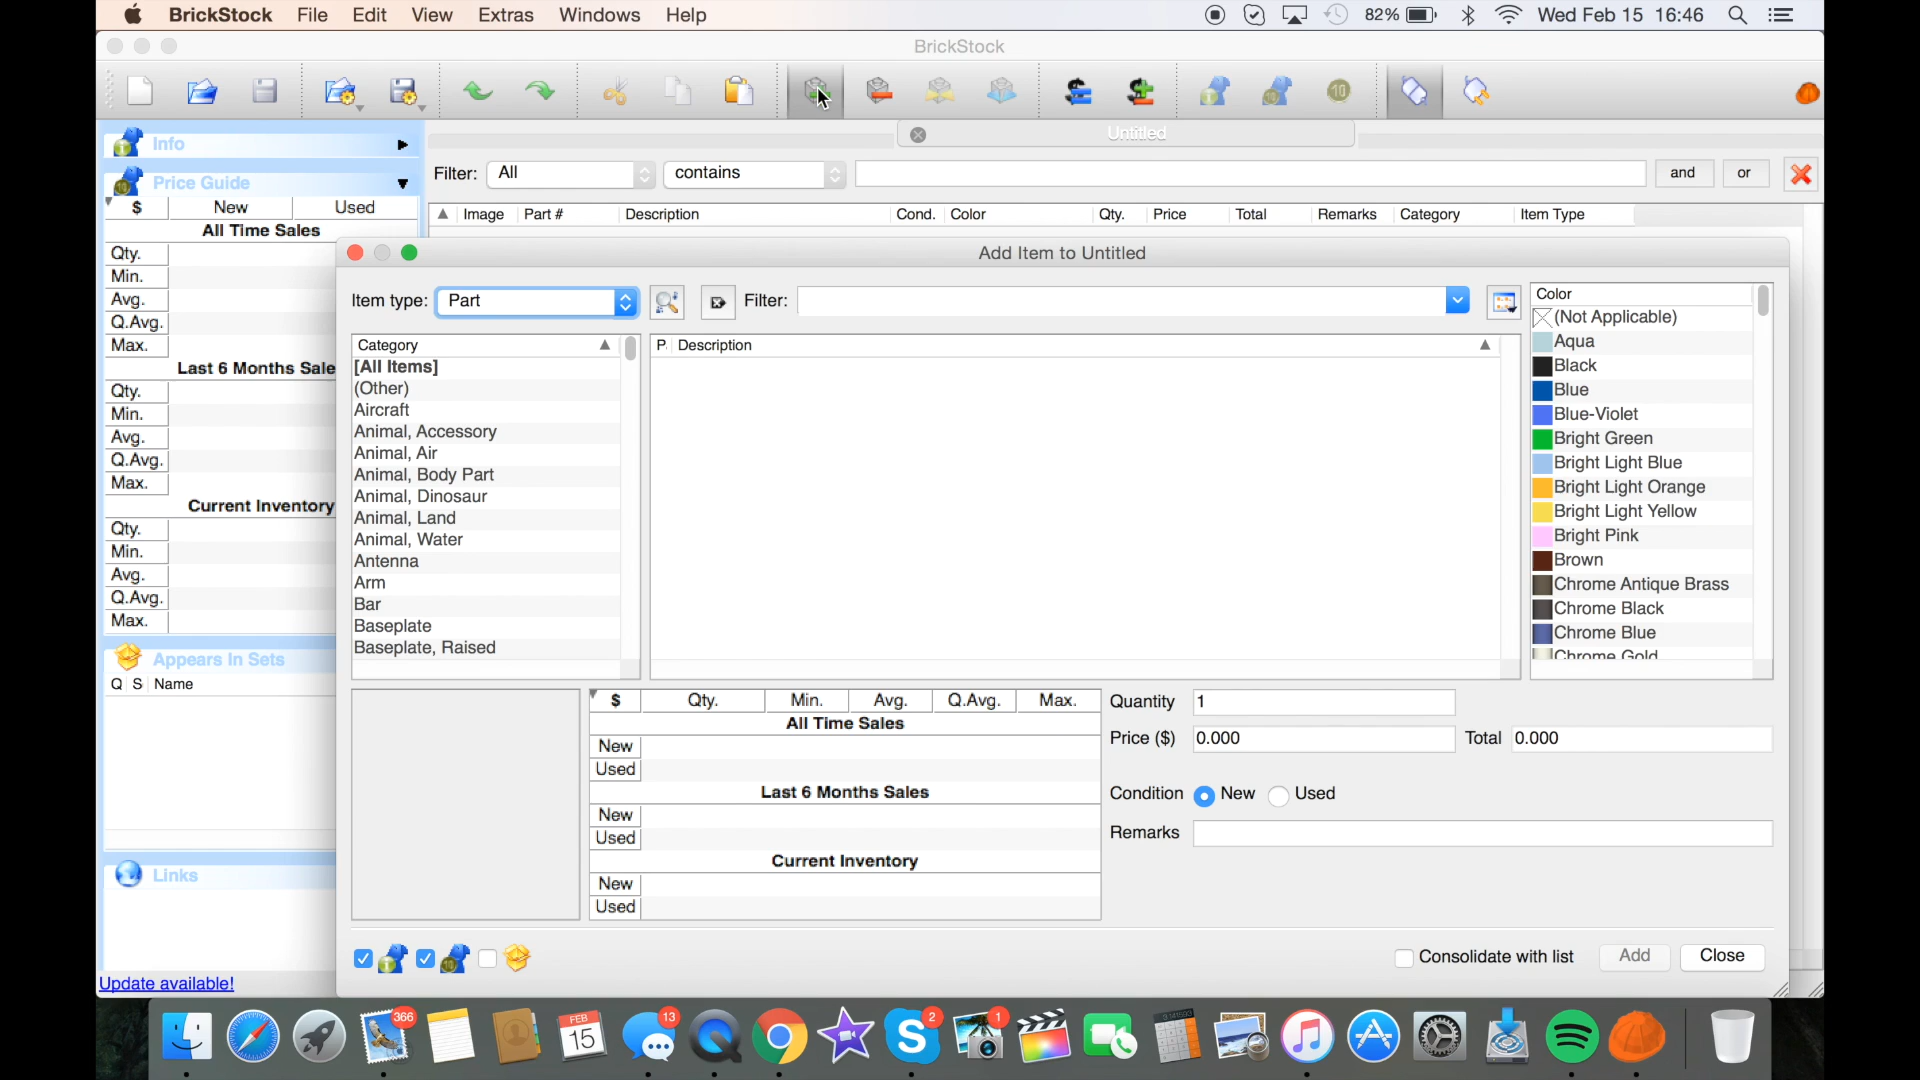 BrickStock File Edit View Extras Windows Help 82% Wed Feb 15 16:46
BrickStock
10
Info
Untitled
Filter: All contains and or
Price Guide
$ New Used
Image Part # Description Cond. Color Qty. Price Total Remarks Category Item Type
All Time Sales
Qty.
Min.
Avg.
Q.Avg.
Max.
Last 6 Months Sale
Qty.
Min.
Avg.
Q.Avg.
Max.
Current Inventory
Qty.
Min.
Avg.
Q.Avg.
Max.
Appears In Sets
Q S Name
Links
Update available!
Add Item to Untitled
Item type: Part Filter:
Category
[All Items]
(Other)
Aircraft
Animal, Accessory
Animal, Air
Animal, Body Part
Animal, Dinosaur
Animal, Land
Animal, Water
Antenna
Arm
Bar
Baseplate
Baseplate, Raised
P. Description
Color
(Not Applicable)
Aqua
Black
Blue
Blue-Violet
Bright Green
Bright Light Blue
Bright Light Orange
Bright Light Yellow
Bright Pink
Brown
Chrome Antique Brass
Chrome Black
Chrome Blue
Chrome Gold
$ Qty. Min. Avg. Q.Avg. Max.
All Time Sales
New
Used
Last 6 Months Sales
New
Used
Current Inventory
New
Used
Quantity 1
Price ($) 0.000 Total 0.000
Condition New Used
Remarks
Consolidate with list Add Close
366
FEB
15
13
2
1